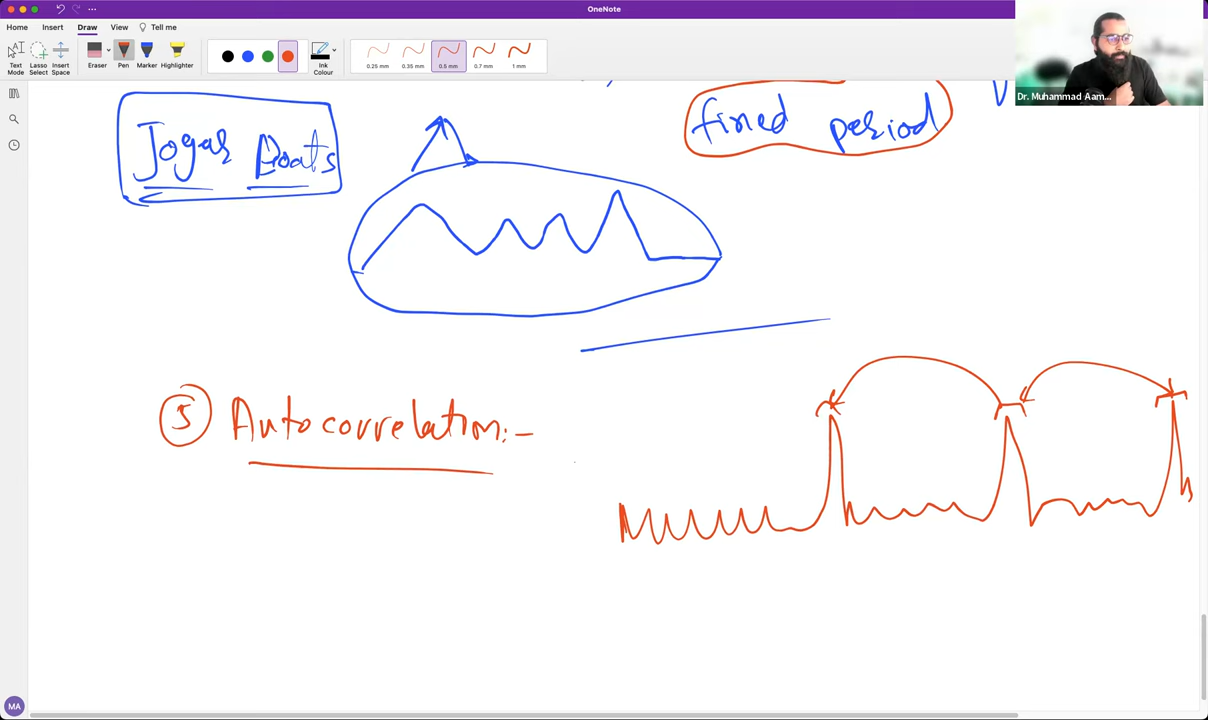 OneNote
Home Insert Draw View Tell me
Text Mode
Lasso Select
Insert Space
Eraser
Pen
Marker
Highlighter
Ink Colour
0.25 mm
0.35 mm
0.5 mm
0.7 mm
1 mm
Dr. Muhammad Aam...
fined period
Jogar Boats
5 Autocorrelation:-
MA